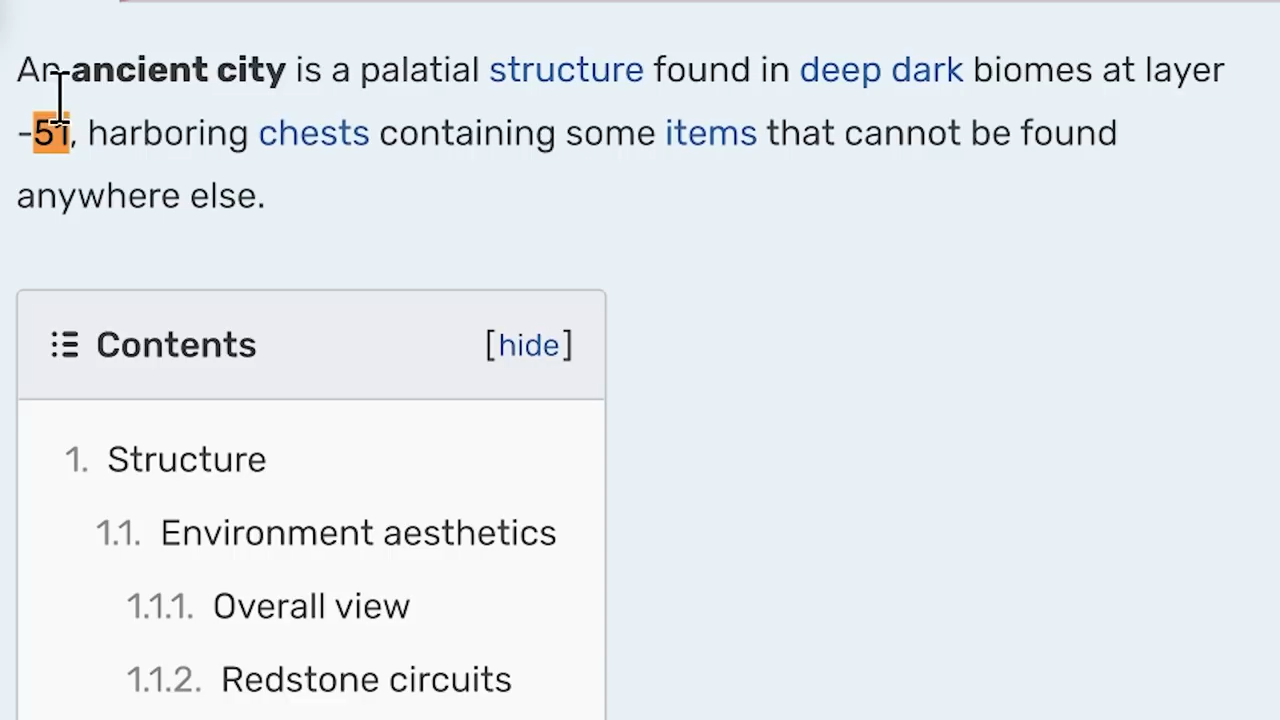 An ancient city is a palatial structure found in deep dark biomes at layer
-51, harboring chests containing some items that cannot be found
anywhere else.
Contents [hide]
1. Structure
1.1. Environment aesthetics
1.1.1. Overall view
1.1.2. Redstone circuits